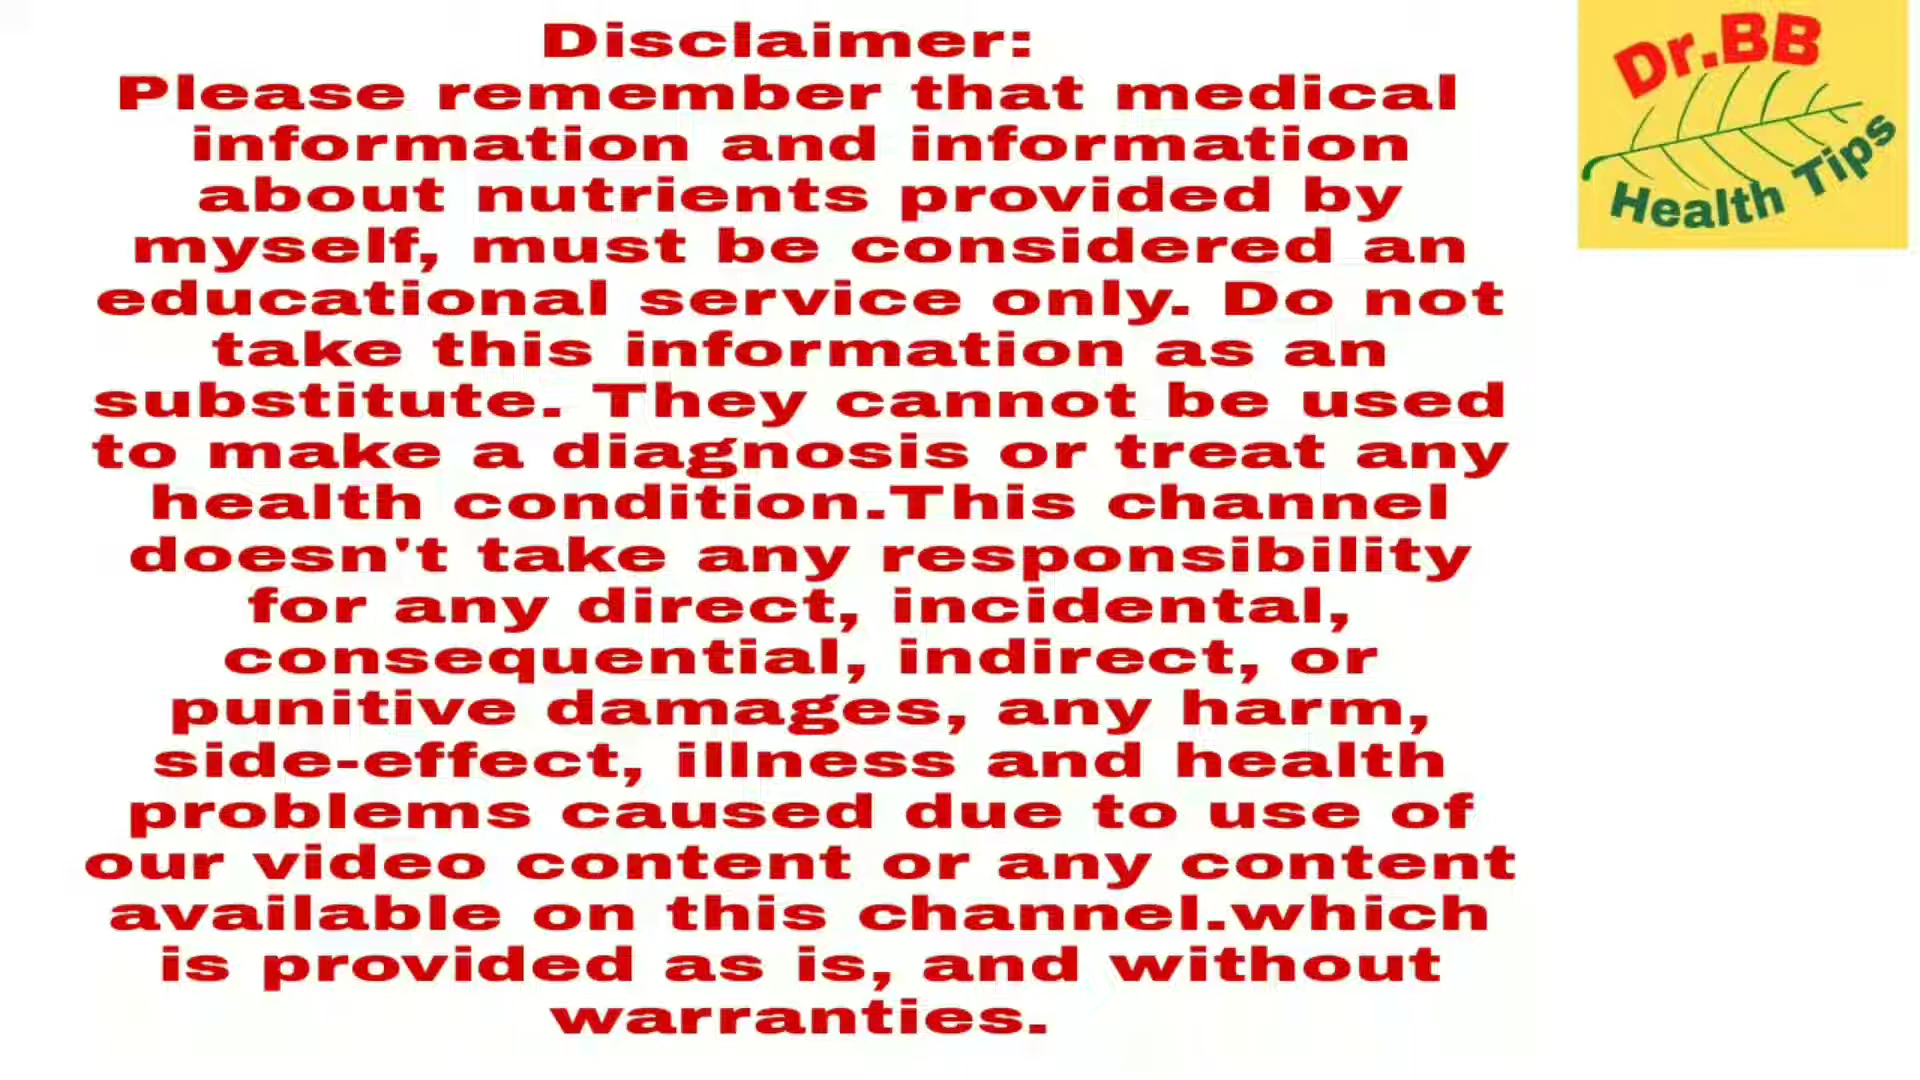 Disclaimer:
Please remember that medical
information and information
about nutrients provided by
myself, must be considered an
educational service only. Do not
take this information as an
substitute. They cannot be used
to make a diagnosis or treat any
health condition.This channel
doesn't take any responsibility
for any direct, incidental,
consequential, indirect, or
punitive damages, any harm,
side-effect, illness and health
problems caused due to use of
our video content or any content
available on this channel.which
is provided as is, and without
warranties.
Dr.BB
Health Tips